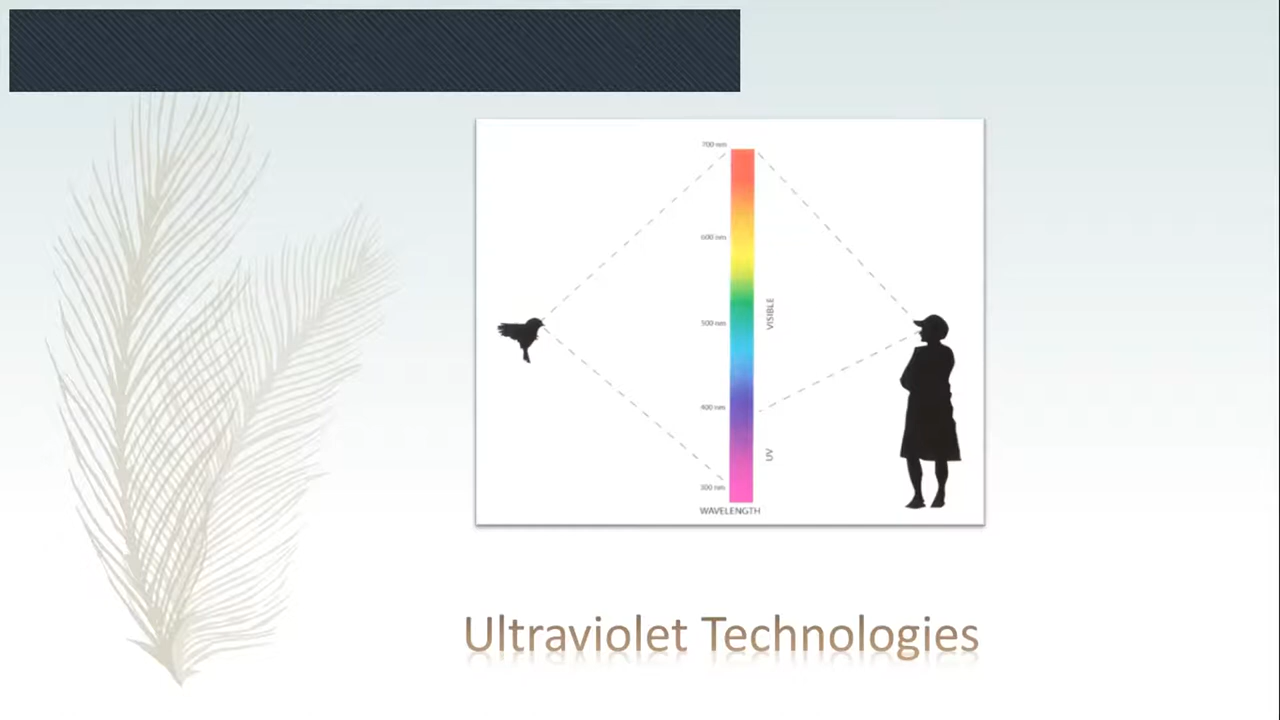 700 nm
600 nm
500 nm
VISIBLE
400 nm
UV
300 nm
WAVELENGTH
Ultraviolet Technologies